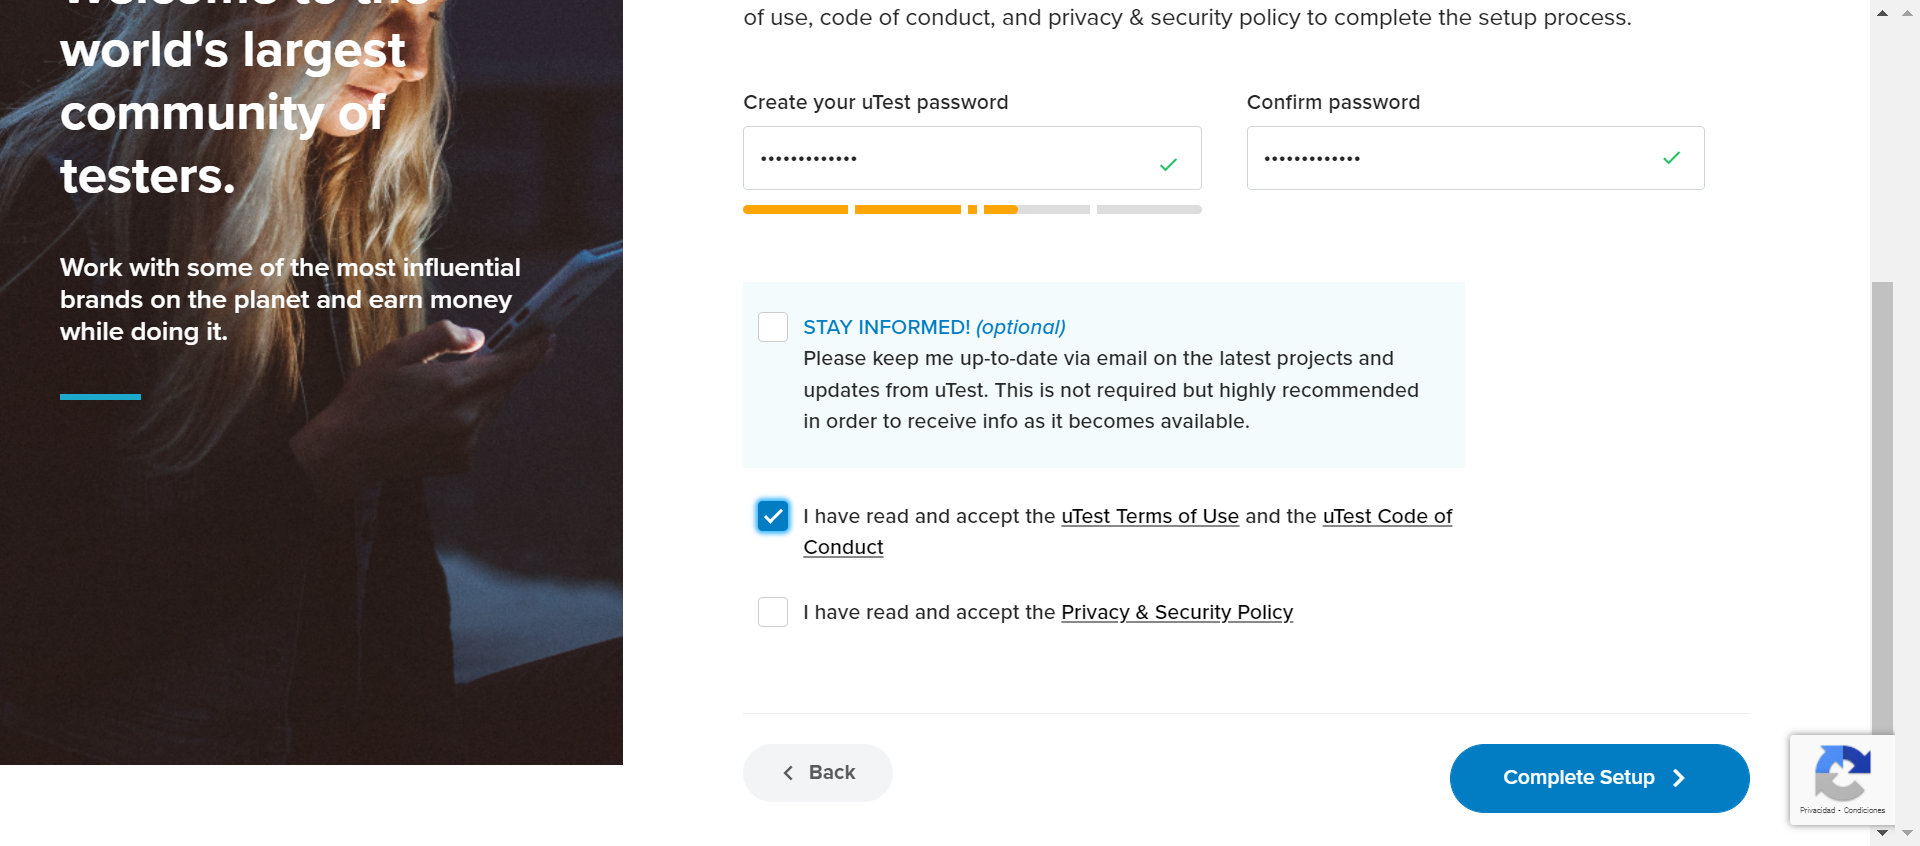 Welcome to the
world's largest
community of
testers.
Work with some of the most influential
brands on the planet and earn money
while doing it.
of use, code of conduct, and privacy & security policy to complete the setup process.
Create your uTest password
Confirm password
•••••••••••••
•••••••••••••
STAY INFORMED! (optional)
Please keep me up-to-date via email on the latest projects and
updates from uTest. This is not required but highly recommended
in order to receive info as it becomes available.
I have read and accept the uTest Terms of Use and the uTest Code of
Conduct
I have read and accept the Privacy & Security Policy
Back
Complete Setup
Privacidad - Condiciones